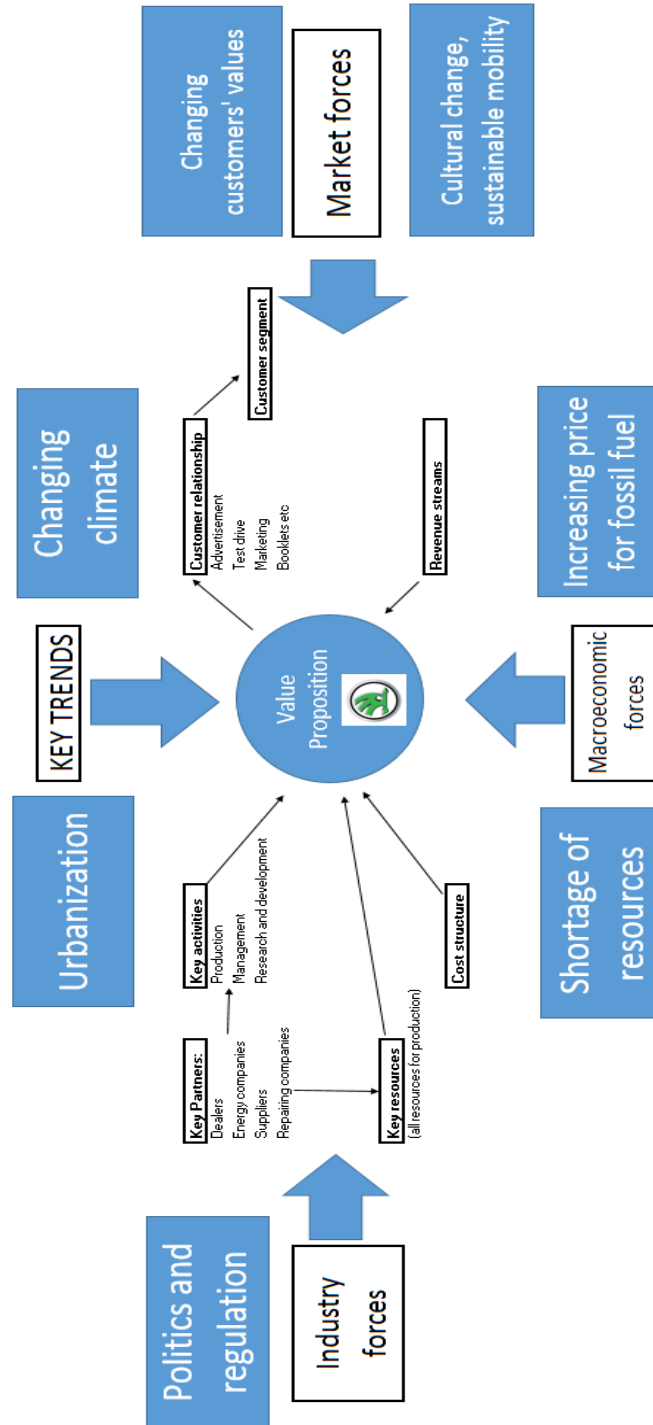 Urbanization
KEY TRENDS
Changing
climate
Politics and
regulation
Industry
forces
Key Partners:
Dealers
Energy companies
Suppliers
Repairing companies
Key activities
Production
Management
Research and development
Key resources
(all resources for production)
Cost structure
Value
Proposition
Customer relationship
Advertisement
Test drive
Marketing
Booklets etc
Customer segment
Revenue streams
Changing
customers' values
Market forces
Cultural change,
sustainable mobility
Shortage of
resources
Macroeconomic
forces
Increasing price
for fossil fuel